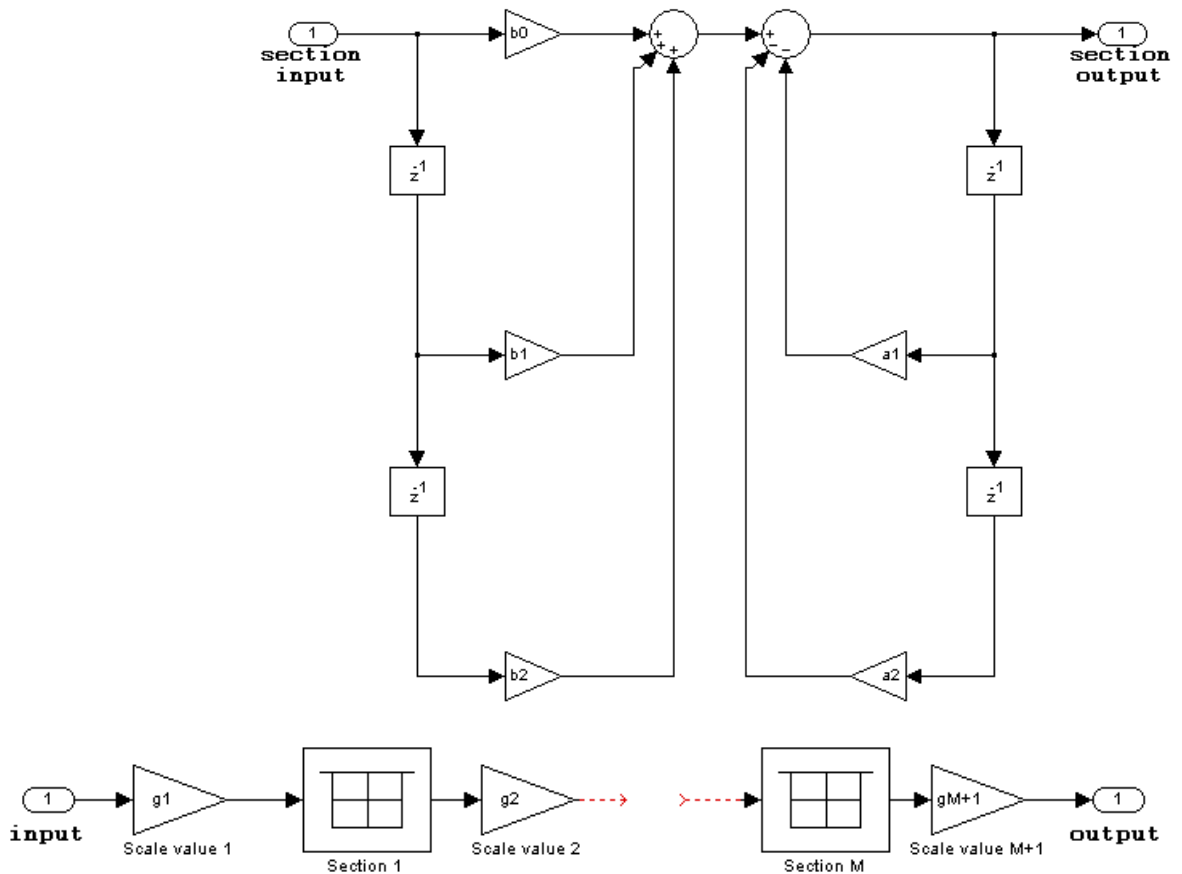 1
section
input
b0
+
+
+
+
−
−
1
section
output
z-1
z-1
b1
a1
z-1
z-1
b2
a2
1
input
g1
Scale value 1
Section 1
g2
Scale value 2
Section M
gM+1
Scale value M+1
1
output